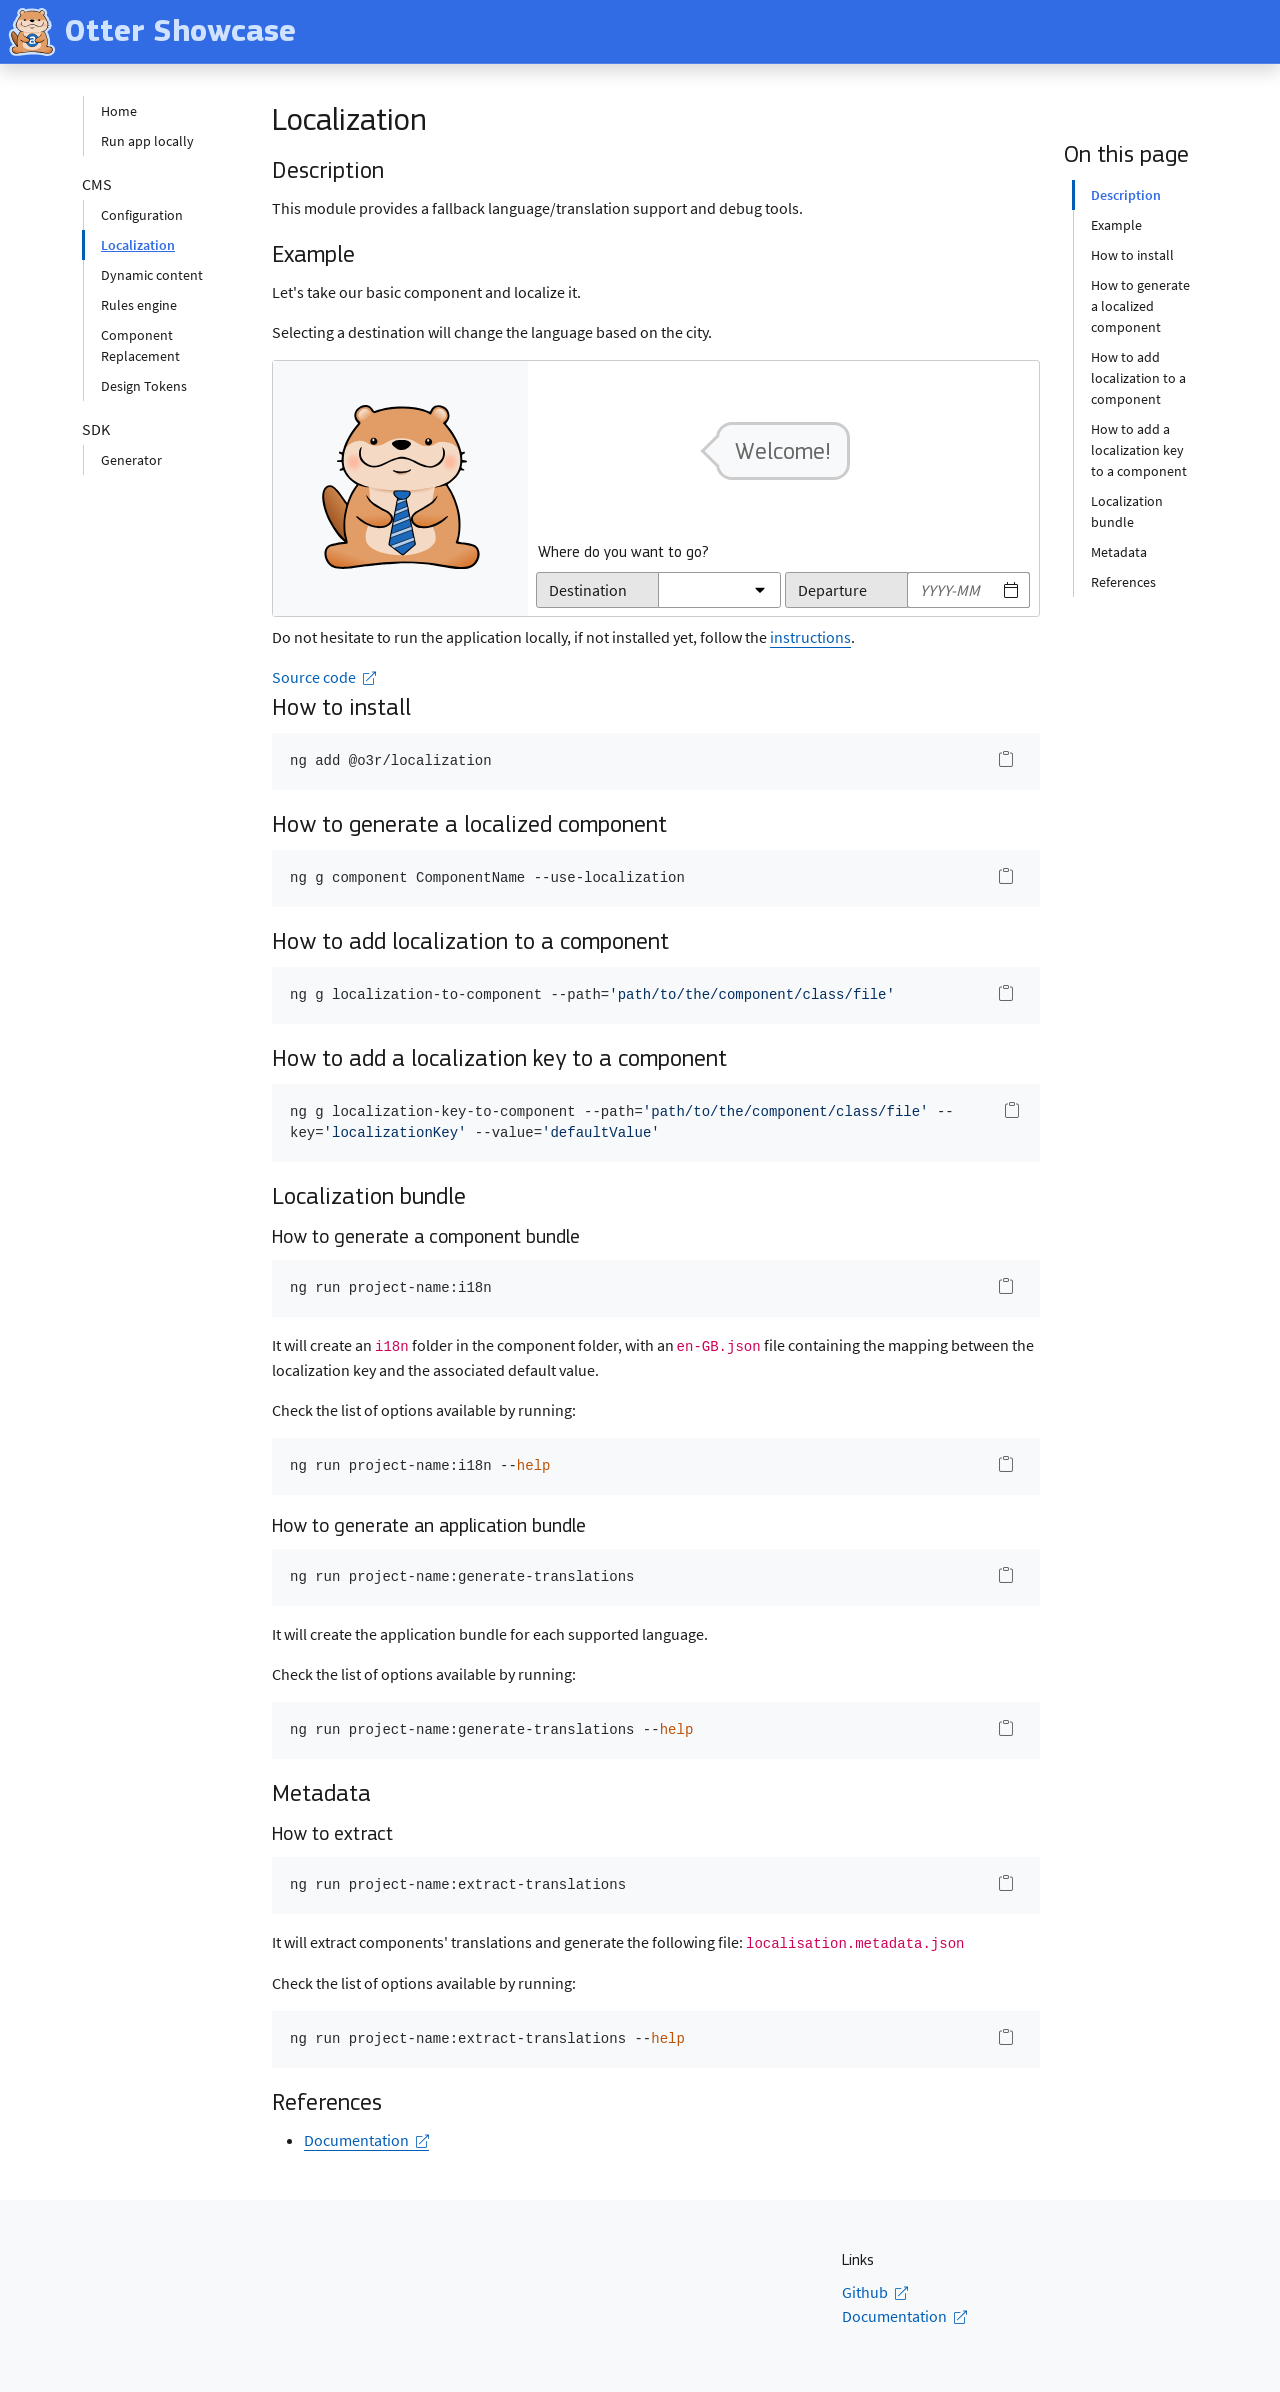 Otter Showcase
Home
Run app locally
CMS
Configuration
Localization
Dynamic content
Rules engine
Component
Replacement
Design Tokens
SDK
Generator
Localization
Description
This module provides a fallback language/translation support and debug tools.
Example
Let's take our basic component and localize it.
Selecting a destination will change the language based on the city.
Welcome!
Where do you want to go?
Destination
Departure
YYYY-MM
Do not hesitate to run the application locally, if not installed yet, follow the instructions.
Source code
How to install
ng add @o3r/localization
How to generate a localized component
ng g component ComponentName --use-localization
How to add localization to a component
ng g localization-to-component --path='path/to/the/component/class/file'
How to add a localization key to a component
ng g localization-key-to-component --path='path/to/the/component/class/file' --
key='localizationKey' --value='defaultValue'
Localization bundle
How to generate a component bundle
ng run project-name:i18n
It will create an i18n folder in the component folder, with an en-GB.json file containing the mapping between the
localization key and the associated default value.
Check the list of options available by running:
ng run project-name:i18n --help
How to generate an application bundle
ng run project-name:generate-translations
It will create the application bundle for each supported language.
Check the list of options available by running:
ng run project-name:generate-translations --help
Metadata
How to extract
ng run project-name:extract-translations
It will extract components' translations and generate the following file: localisation.metadata.json
Check the list of options available by running:
ng run project-name:extract-translations --help
References
Documentation
On this page
Description
Example
How to install
How to generate
a localized
component
How to add
localization to a
component
How to add a
localization key
to a component
Localization
bundle
Metadata
References
Links
Github
Documentation